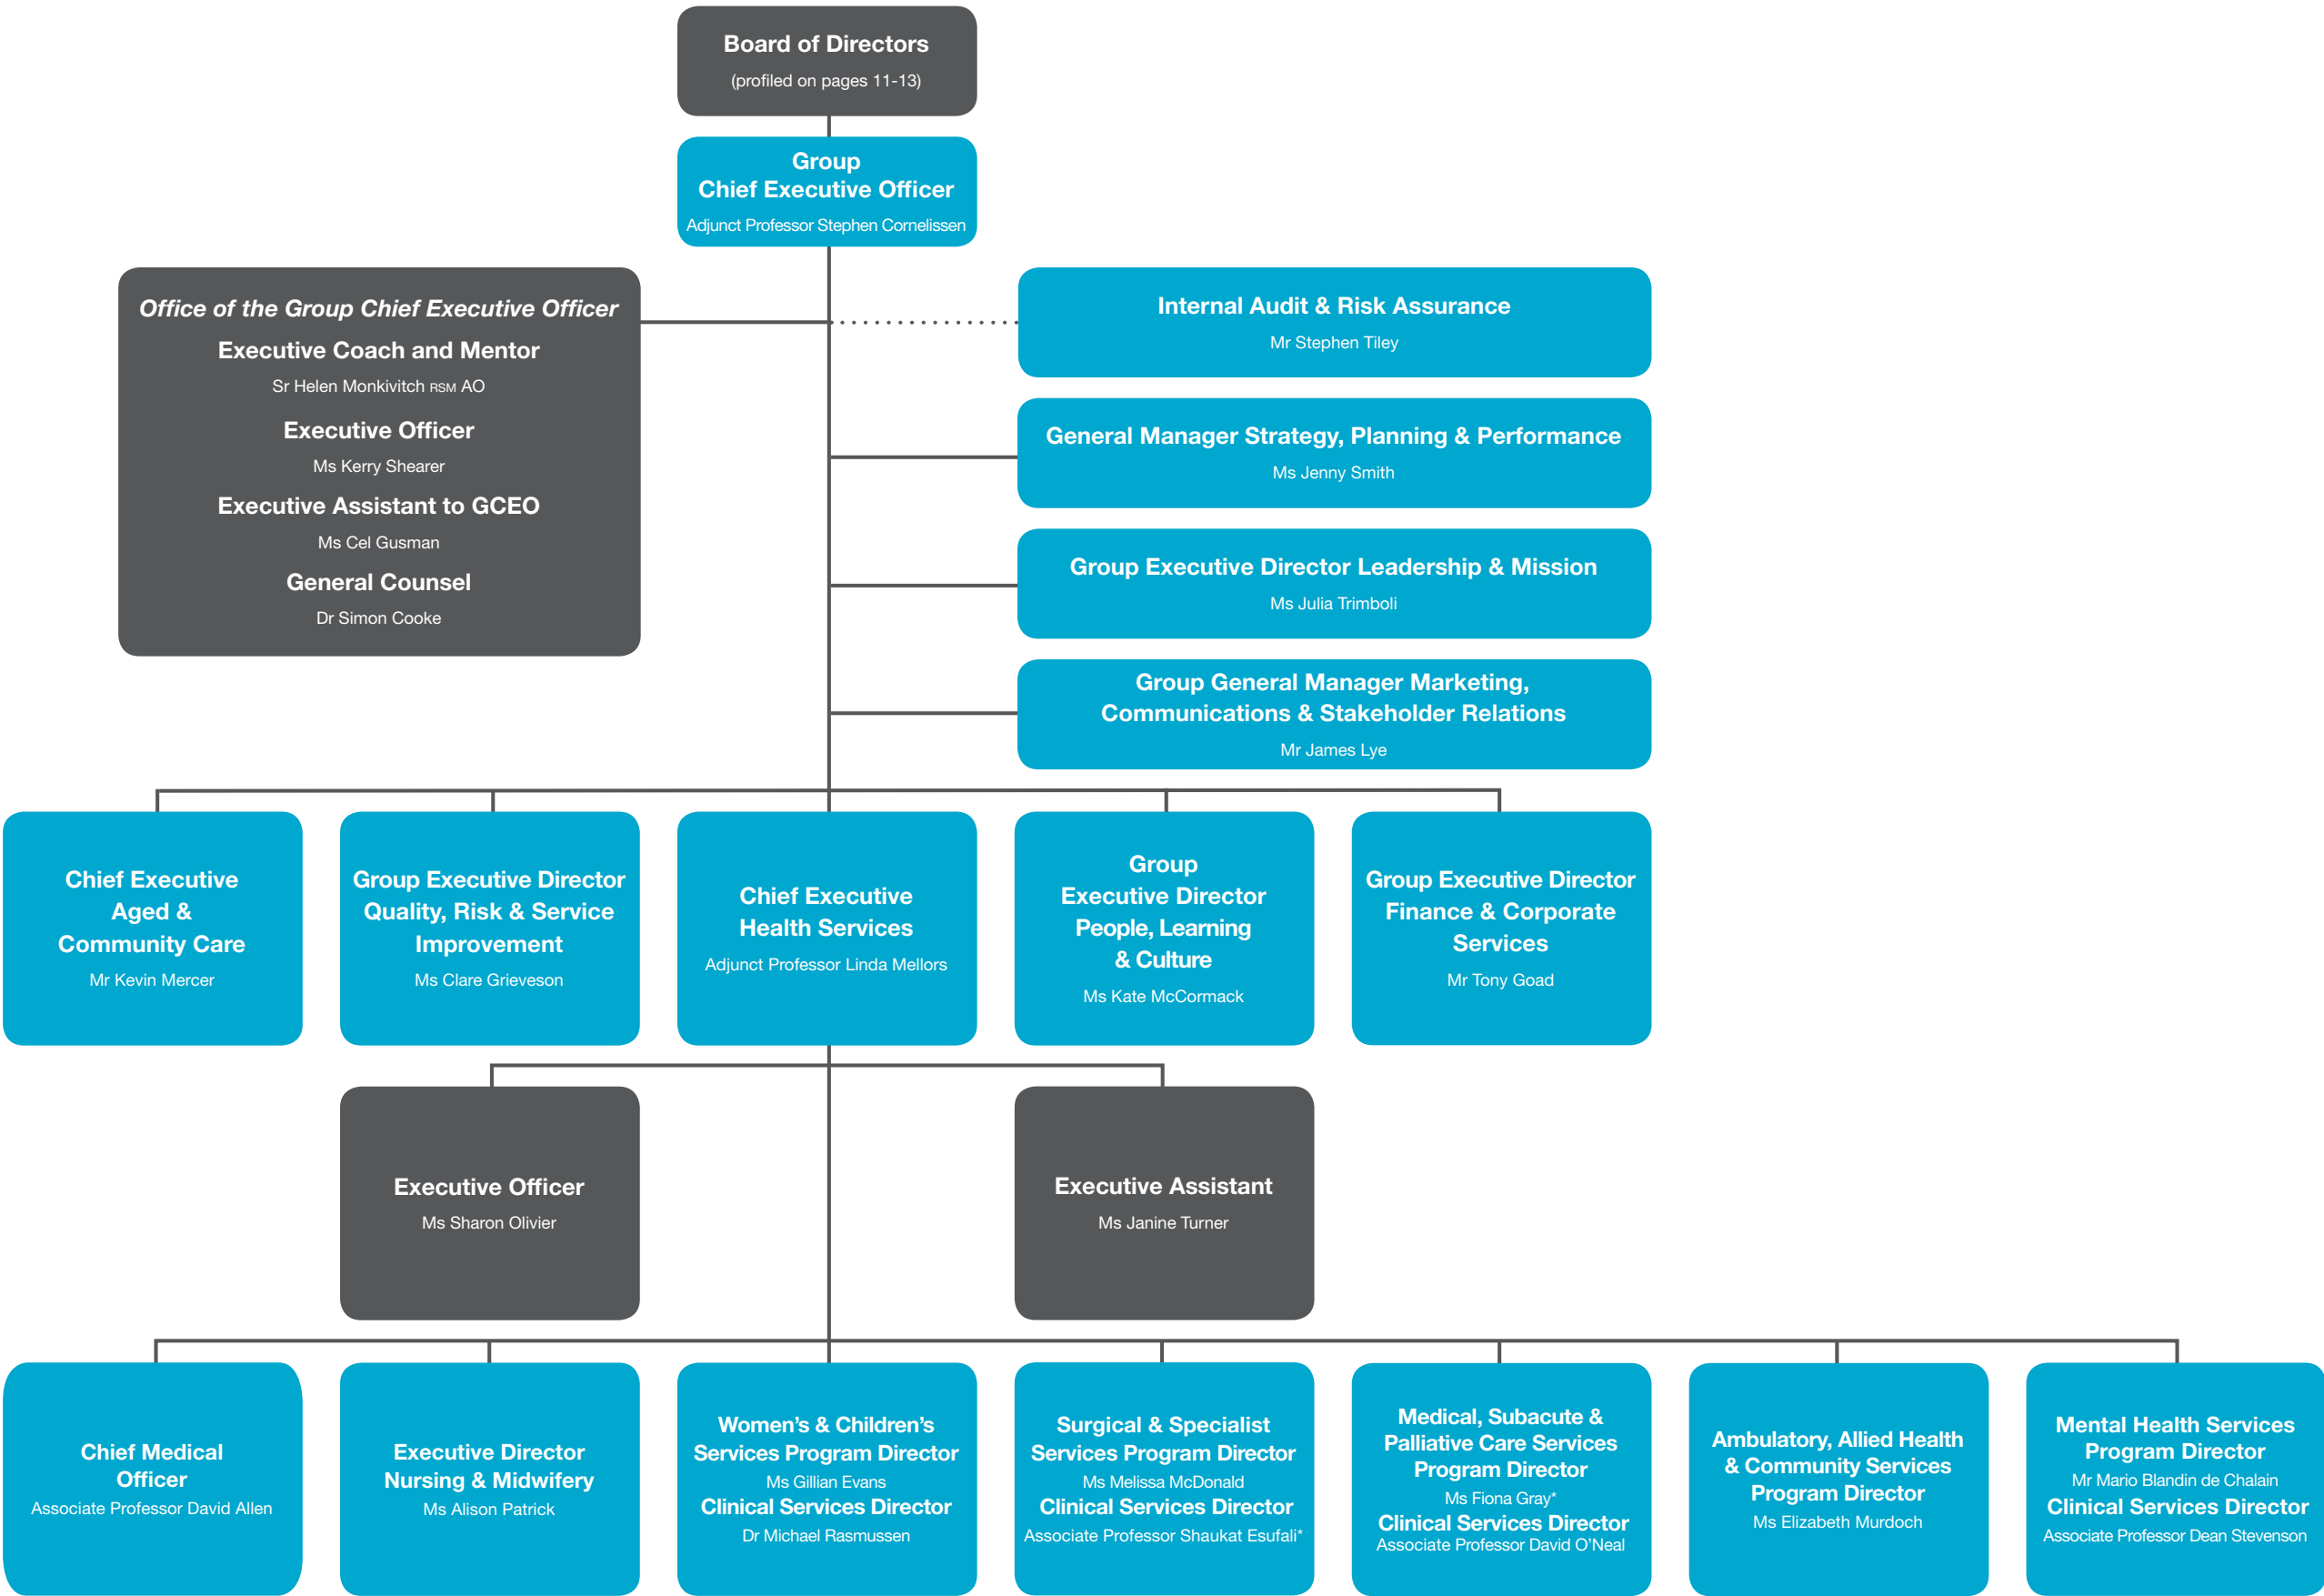 Board of Directors
(profiled on pages 11-13)
Group
Chief Executive Officer
Adjunct Professor Stephen Cornelissen
Office of the Group Chief Executive Officer
Executive Coach and Mentor
Sr Helen Monkivitch RSM AO
Executive Officer
Ms Kerry Shearer
Executive Assistant to GCEO
Ms Cel Gusman
General Counsel
Dr Simon Cooke
Internal Audit & Risk Assurance
Mr Stephen Tiley
General Manager Strategy, Planning & Performance
Ms Jenny Smith
Group Executive Director Leadership & Mission
Ms Julia Trimboli
Group General Manager Marketing,
Communications & Stakeholder Relations
Mr James Lye
Chief Executive
Aged &
Community Care
Mr Kevin Mercer
Group Executive Director
Quality, Risk & Service
Improvement
Ms Clare Grieveson
Chief Executive
Health Services
Adjunct Professor Linda Mellors
Group
Executive Director
People, Learning
& Culture
Ms Kate McCormack
Group Executive Director
Finance & Corporate
Services
Mr Tony Goad
Executive Officer
Ms Sharon Olivier
Executive Assistant
Ms Janine Turner
Chief Medical
Officer
Associate Professor David Allen
Executive Director
Nursing & Midwifery
Ms Alison Patrick
Women’s & Children’s
Services Program Director
Ms Gillian Evans
Clinical Services Director
Dr Michael Rasmussen
Surgical & Specialist
Services Program Director
Ms Melissa McDonald
Clinical Services Director
Associate Professor Shaukat Esufali*
Medical, Subacute &
Palliative Care Services
Program Director
Ms Fiona Gray*
Clinical Services Director
Associate Professor David O’Neal
Ambulatory, Allied Health
& Community Services
Program Director
Ms Elizabeth Murdoch
Mental Health Services
Program Director
Mr Mario Blandin de Chalain
Clinical Services Director
Associate Professor Dean Stevenson